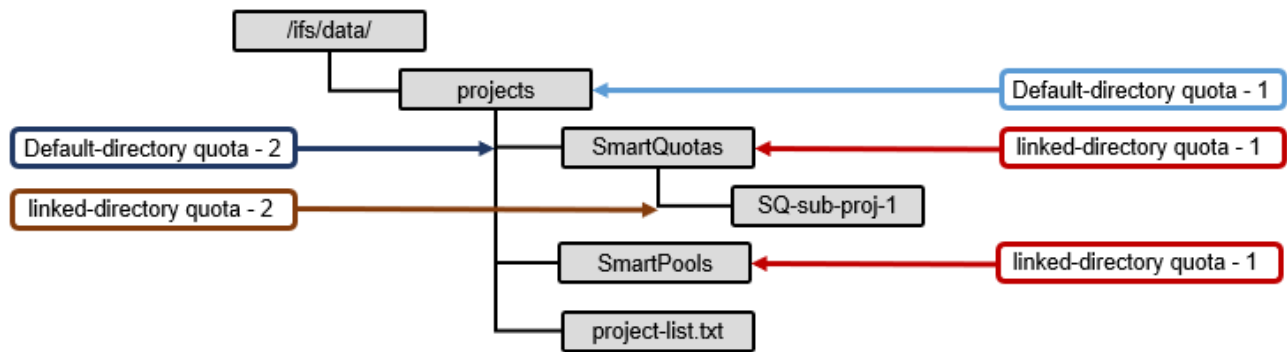 /ifs/data/
projects
Default-directory quota - 1
Default-directory quota - 2
SmartQuotas
linked-directory quota - 1
linked-directory quota - 2
SQ-sub-proj-1
SmartPools
linked-directory quota - 1
project-list.txt